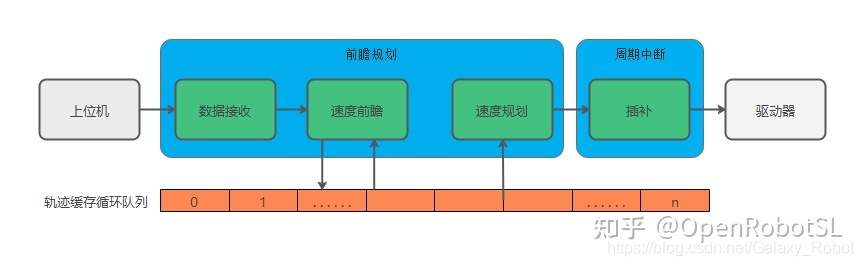 前瞻规划
周期中断
上位机
数据接收
速度前瞻
速度规划
插补
驱动器
轨迹缓存循环队列
0
1
......
......
n
知乎 @OpenRobotSL
https://blog.csdn.net/Galaxy_Robot